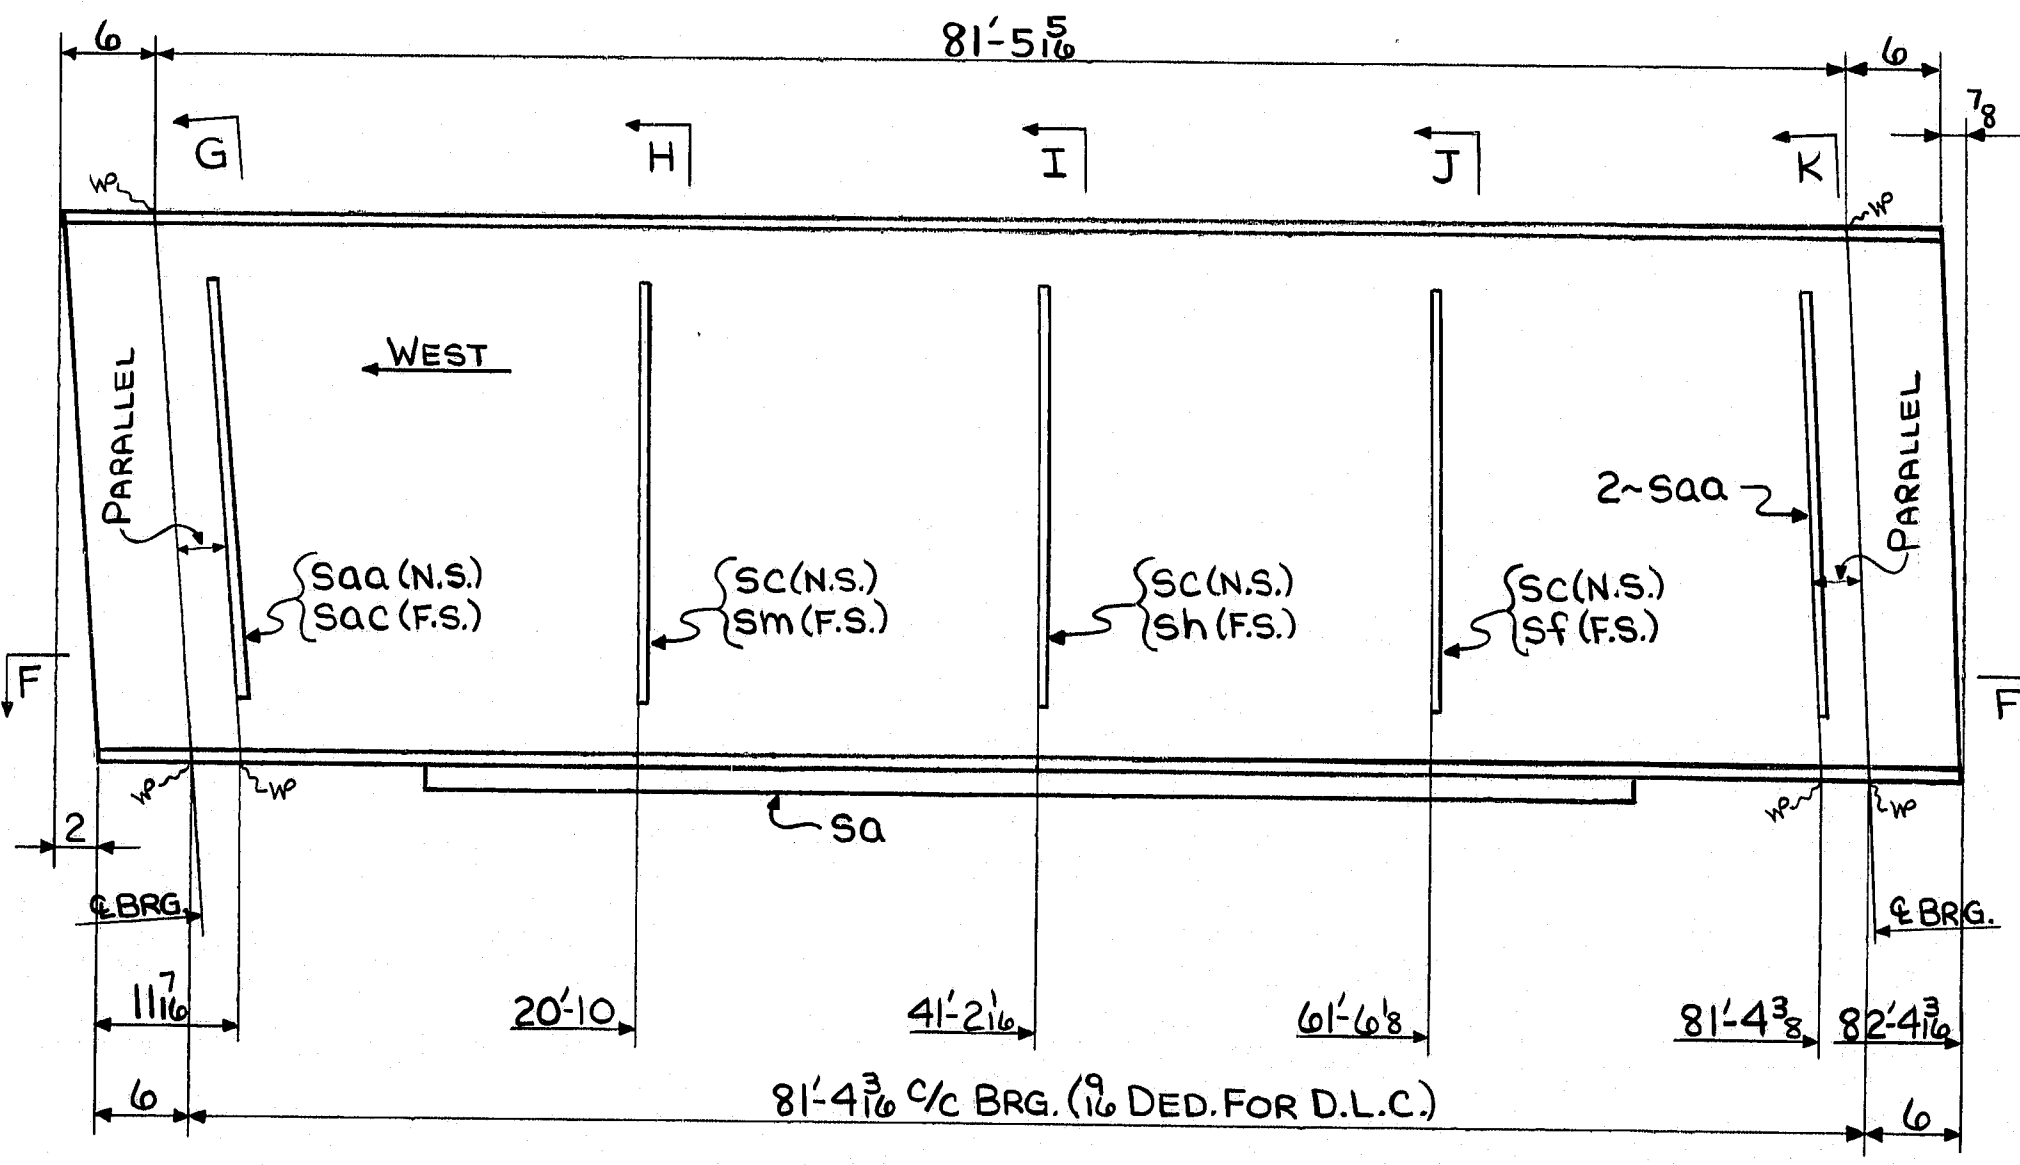 6
81'-5 5/16
6
7/8
G
H
I
J
K
WP
WP
WEST
PARALLEL
PARALLEL
2~saa
saa (N.S.)
sac (F.S.)
sc (N.S.)
sm (F.S.)
sc (N.S.)
sh (F.S.)
sc (N.S.)
sf (F.S.)
F
F
WP
WP
WP
WP
sa
2
℄ BRG.
℄ BRG.
11 7/16
20'-10
41'-2 1/16
61'-6 1/8
81'-4 3/8
82'-4 3/16
6
81'-4 3/16 c/c BRG. (9/16 DED. FOR D.L.C.)
6